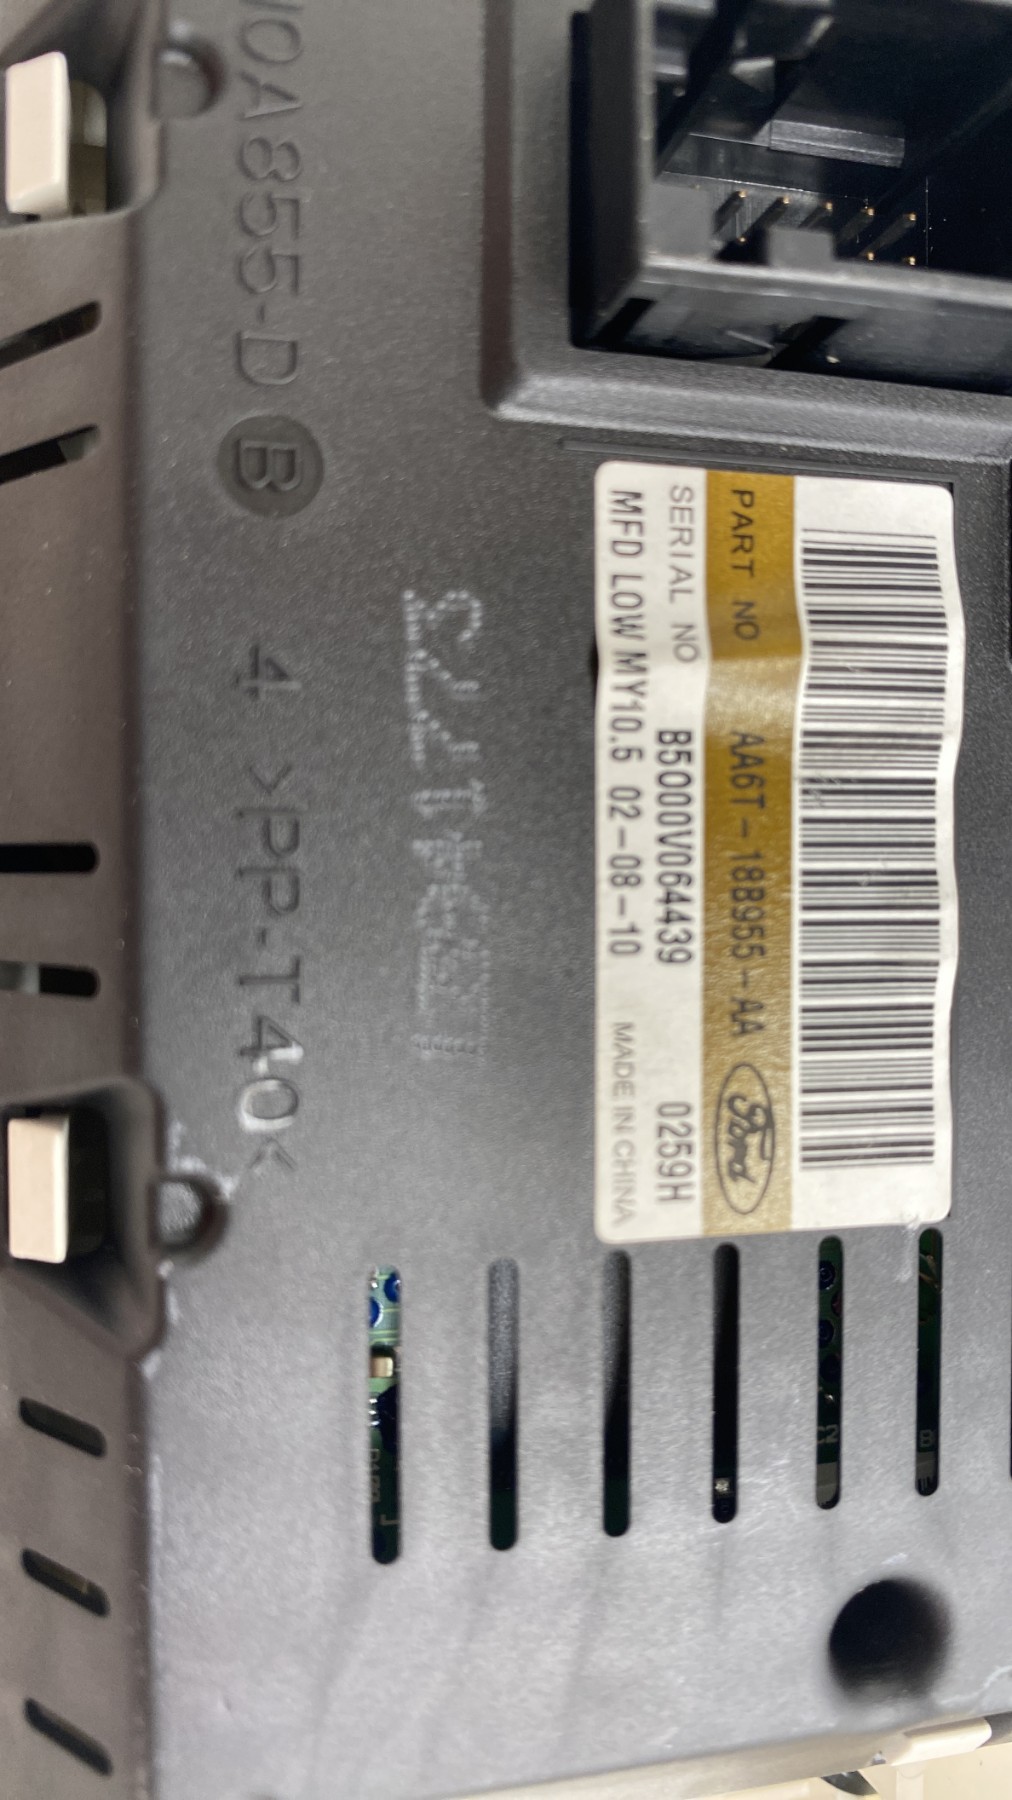 PART NO AA6T-18B955-AA Ford
SERIAL NO B5000V064439 0259H
MFD LOW MY10.5 02-08-10 MADE IN CHINA
0A855-D B 4 >PP-T40<